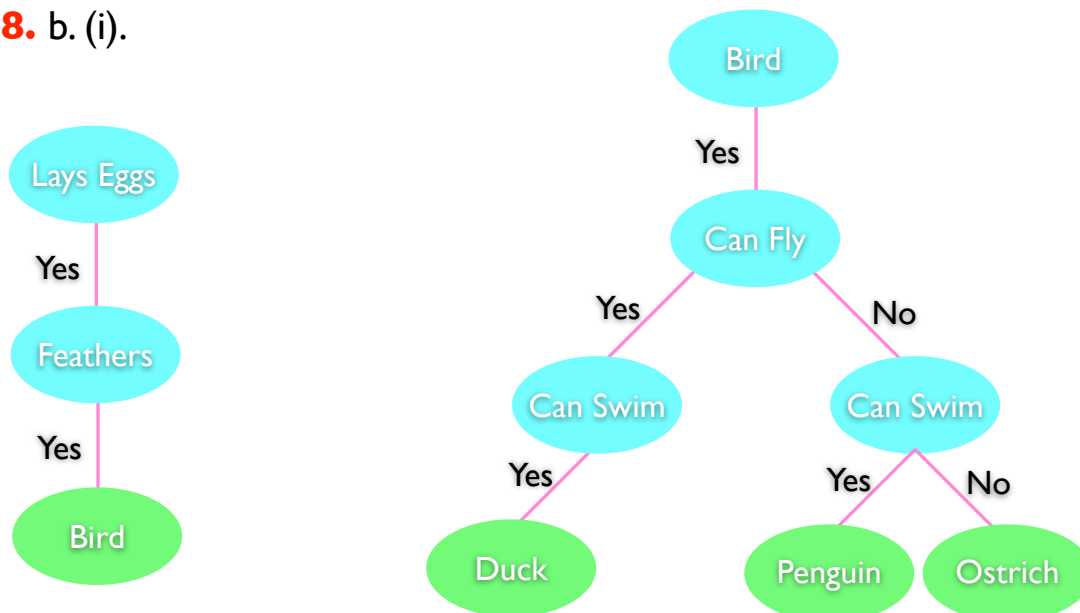 8. b. (i).
Lays Eggs
Yes
Feathers
Yes
Bird
Bird
Yes
Can Fly
Yes
No
Can Swim
Can Swim
Yes
Yes
No
Duck
Penguin
Ostrich